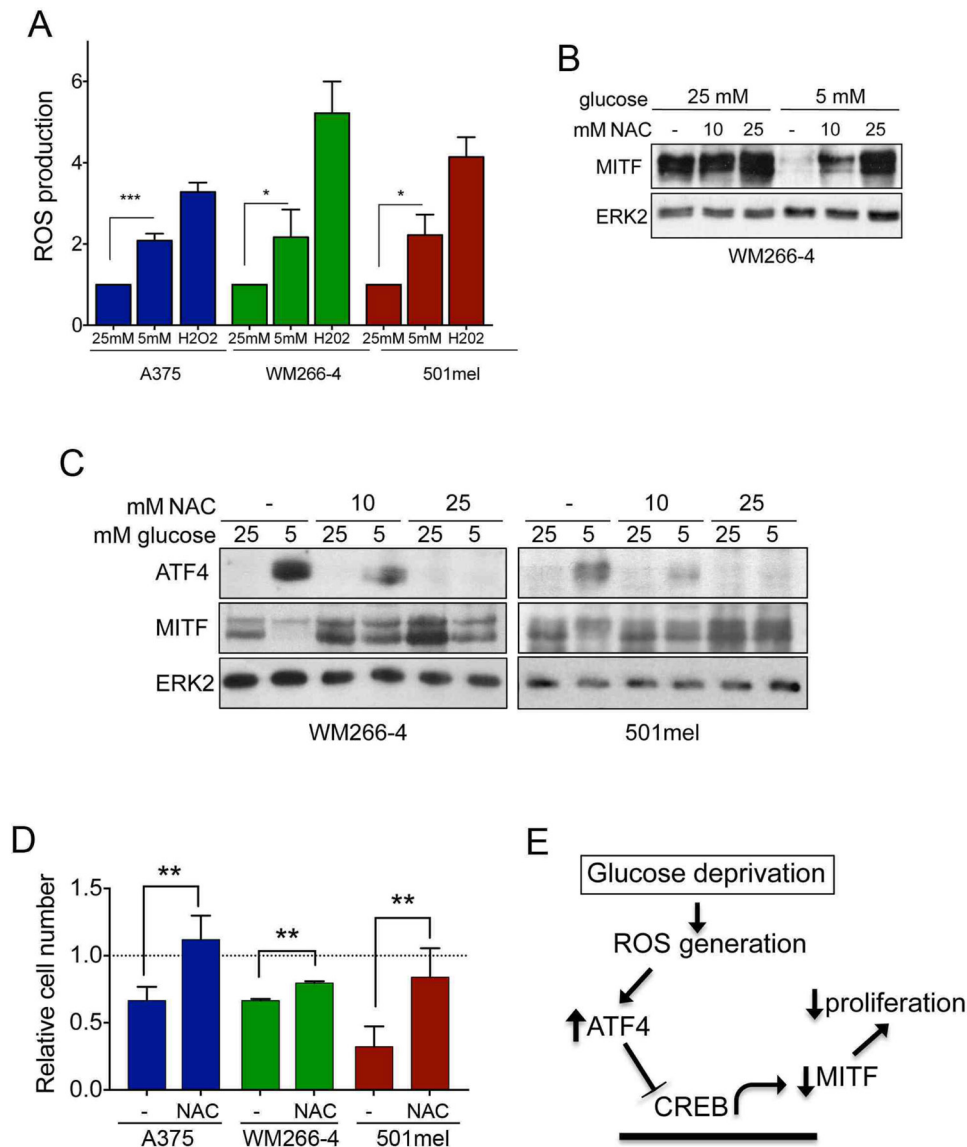 A
ROS production
6
4
2
0
***
*
*
25mM 5mM H2O2 25mM 5mM H202 25mM 5mM H202
A375 WM266-4 501mel
B
glucose 25 mM 5 mM
mM NAC - 10 25 - 10 25
MITF
ERK2
WM266-4
C
mM NAC - 10 25 - 10 25
mM glucose 25 5 25 5 25 5 25 5 25 5 25 5
ATF4
MITF
ERK2
WM266-4 501mel
D
Relative cell number
1.5
1.0
0.5
0.0
**
**
**
- NAC - NAC - NAC
A375 WM266-4 501mel
E
Glucose deprivation
ROS generation
ATF4
proliferation
MITF
CREB